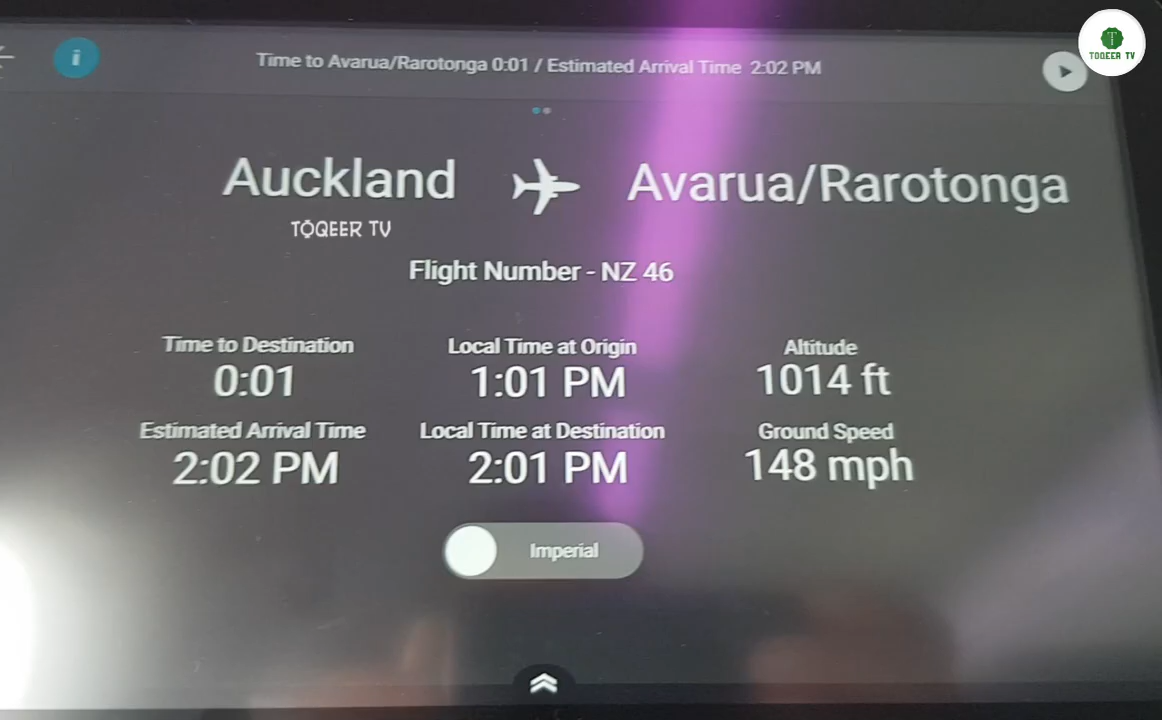 TOQEER TV
Time to Avarua/Rarotonga 0:01 / Estimated Arrival Time 2:02 PM
Auckland Avarua/Rarotonga
TOQEER TV
Flight Number - NZ 46
Time to Destination Local Time at Origin Altitude
0:01 1:01 PM 1014 ft
Estimated Arrival Time Local Time at Destination Ground Speed
2:02 PM 2:01 PM 148 mph
Imperial